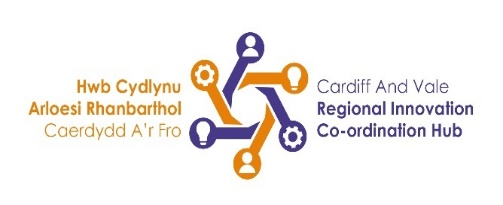 Hwb Cydlynu
Arloesi Rhanbarthol
Caerdydd A'r Fro
Cardiff And Vale
Regional Innovation
Co-ordination Hub